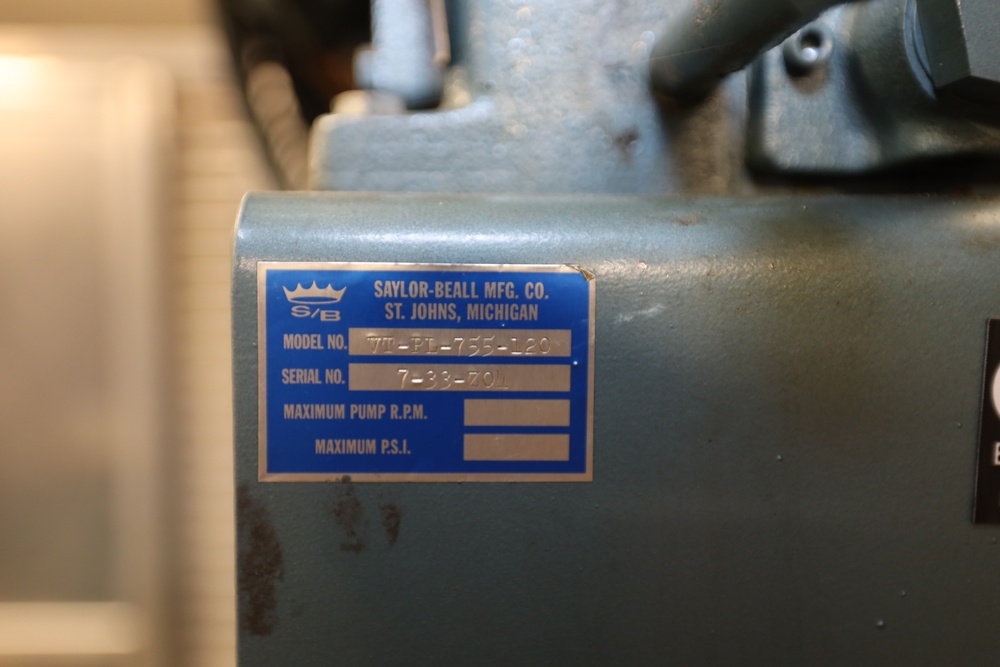 S/B
SAYLOR-BEALL MFG. CO.
ST. JOHNS, MICHIGAN
MODEL NO. VT-PL-755-120
SERIAL NO. 7-33-201
MAXIMUM PUMP R.P.M.
MAXIMUM P.S.I.